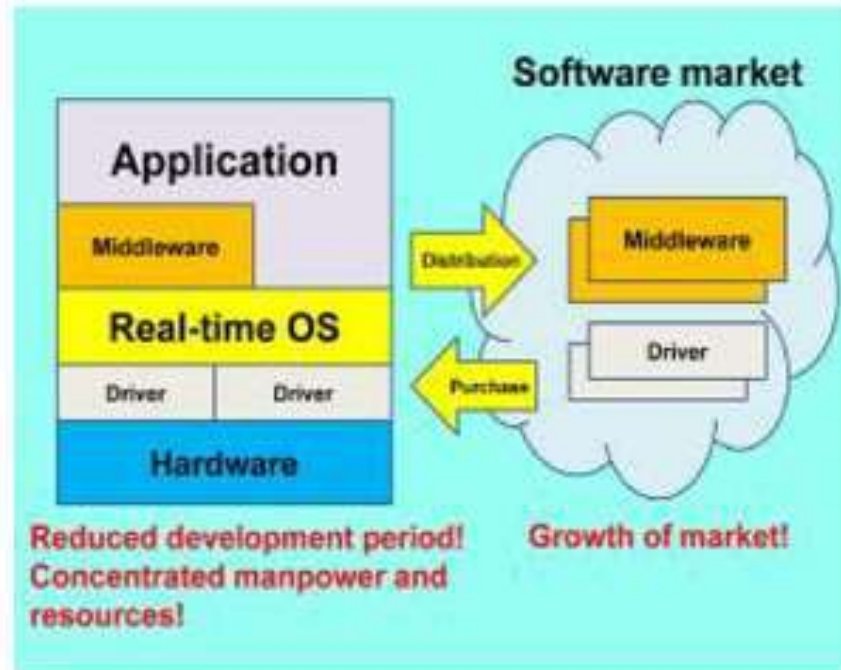 Software market
Application
Middleware
Real-time OS
Driver Driver
Hardware
Distribution
Purchase
Middleware
Driver
Reduced development period!
Concentrated manpower and
resources!
Growth of market!